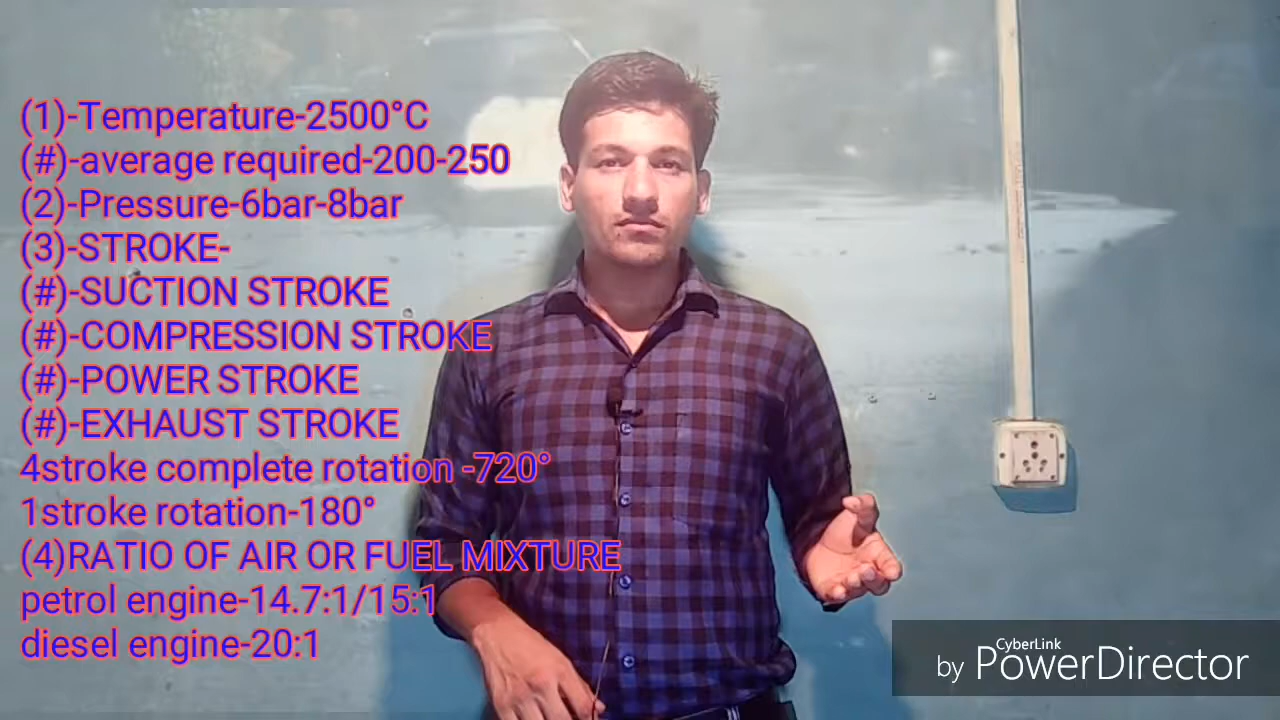 (1)-Temperature-2500°C
(#)-average required-200-250
(2)-Pressure-6bar-8bar
(3)-STROKE-
(#)-SUCTION STROKE
(#)-COMPRESSION STROKE
(#)-POWER STROKE
(#)-EXHAUST STROKE
4stroke complete rotation -720°
1stroke rotation-180°
(4)RATIO OF AIR OR FUEL MIXTURE
petrol engine-14.7:1/15:1
diesel engine-20:1
CyberLink
by PowerDirector